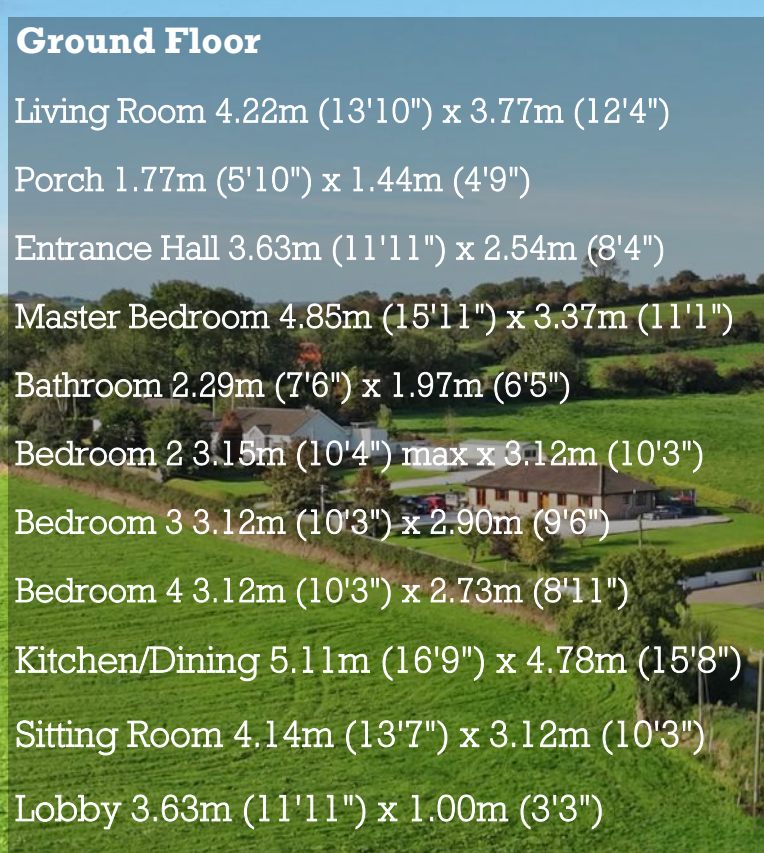 Ground Floor
Living Room 4.22m (13'10") x 3.77m (12'4")
Porch 1.77m (5'10") x 1.44m (4'9")
Entrance Hall 3.63m (11'11") x 2.54m (8'4")
Master Bedroom 4.85m (15'11") x 3.37m (11'1")
Bathroom 2.29m (7'6") x 1.97m (6'5")
Bedroom 2 3.15m (10'4") max x 3.12m (10'3")
Bedroom 3 3.12m (10'3") x 2.90m (9'6")
Bedroom 4 3.12m (10'3") x 2.73m (8'11")
Kitchen/Dining 5.11m (16'9") x 4.78m (15'8")
Sitting Room 4.14m (13'7") x 3.12m (10'3")
Lobby 3.63m (11'11") x 1.00m (3'3")